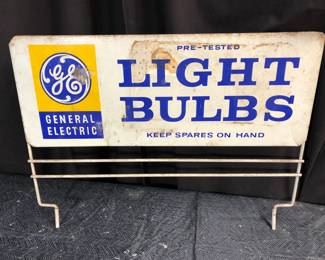 GE
GENERAL
ELECTRIC
PRE-TESTED
LIGHT
BULBS
KEEP SPARES ON HAND